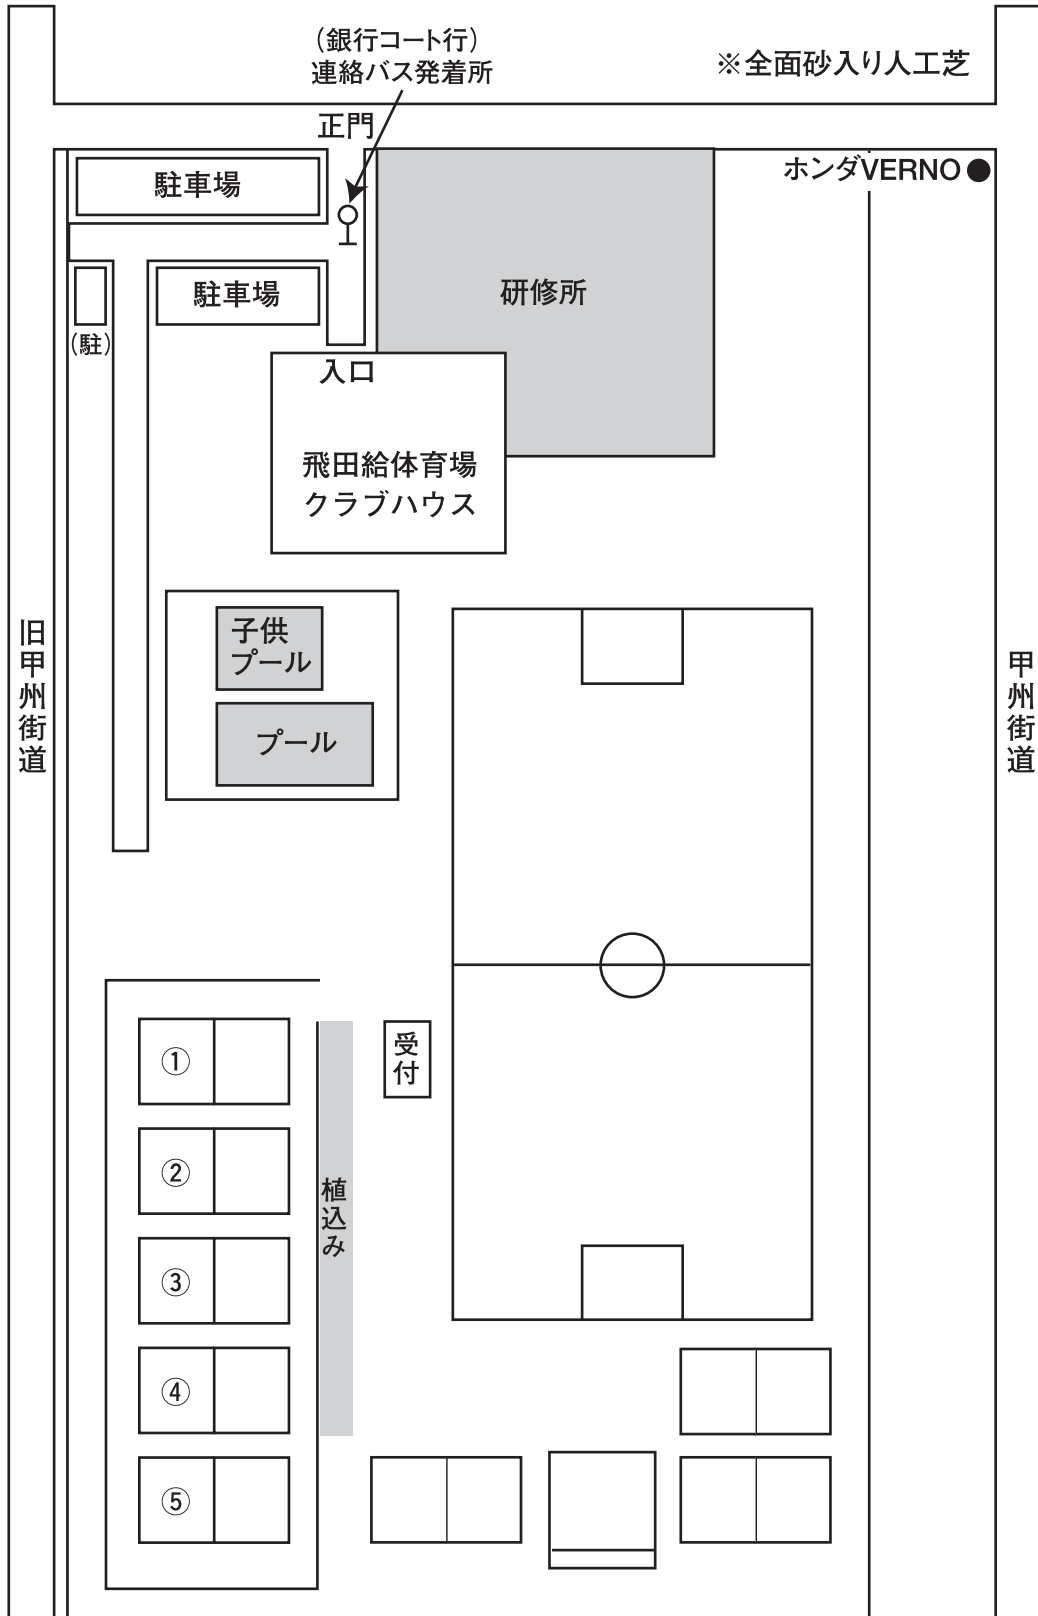 (銀行コート行)
連絡バス発着所
※全面砂入り人工芝
正門
ホンダVERNO
駐車場
研修所
駐車場
(駐)
入口
飛田給体育場
クラブハウス
子供
プール
プール
旧甲州街道
甲州街道
受付
植込み
①
②
③
④
⑤